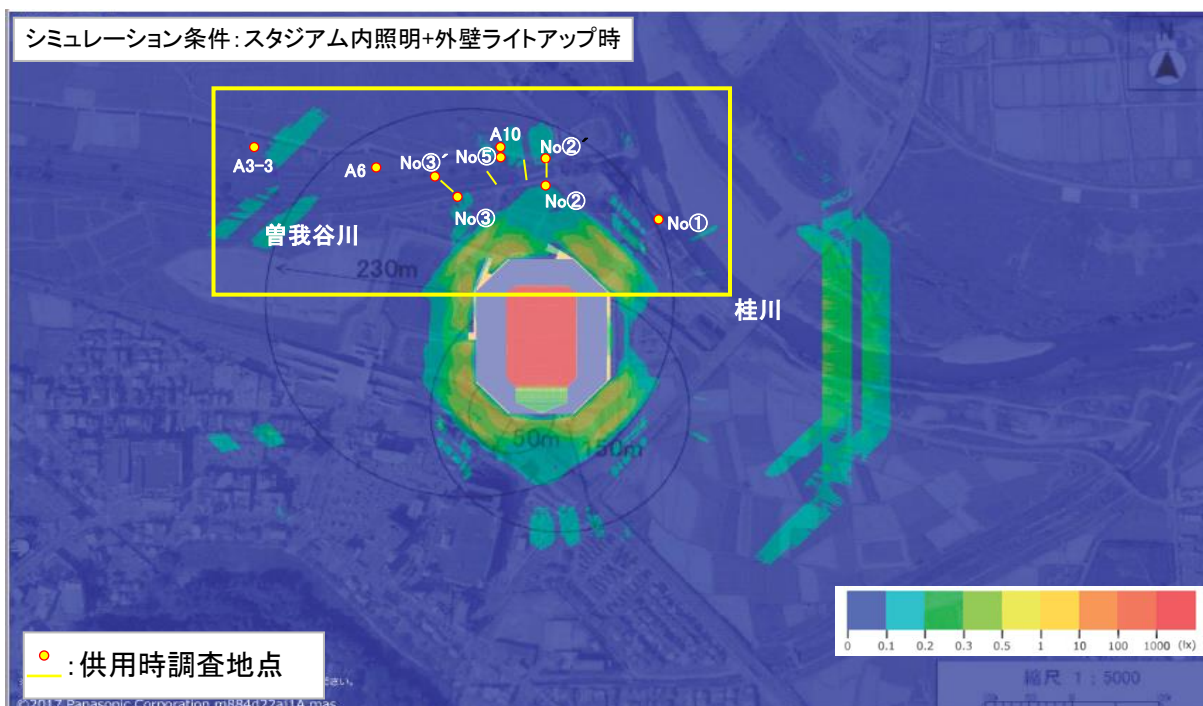 シミュレーション条件：スタジアム内照明+外壁ライトアップ時
N
A3-3
A6
No③´
A10
No⑤
No②´
No②
No③
No①
曽我谷川
230m
桂川
50m
150m
0 0.1 0.2 0.3 0.5 1 10 100 1000 (lx)
：供用時調査地点
さい。
縮尺 1：5000
©2017 Panasonic Corporation